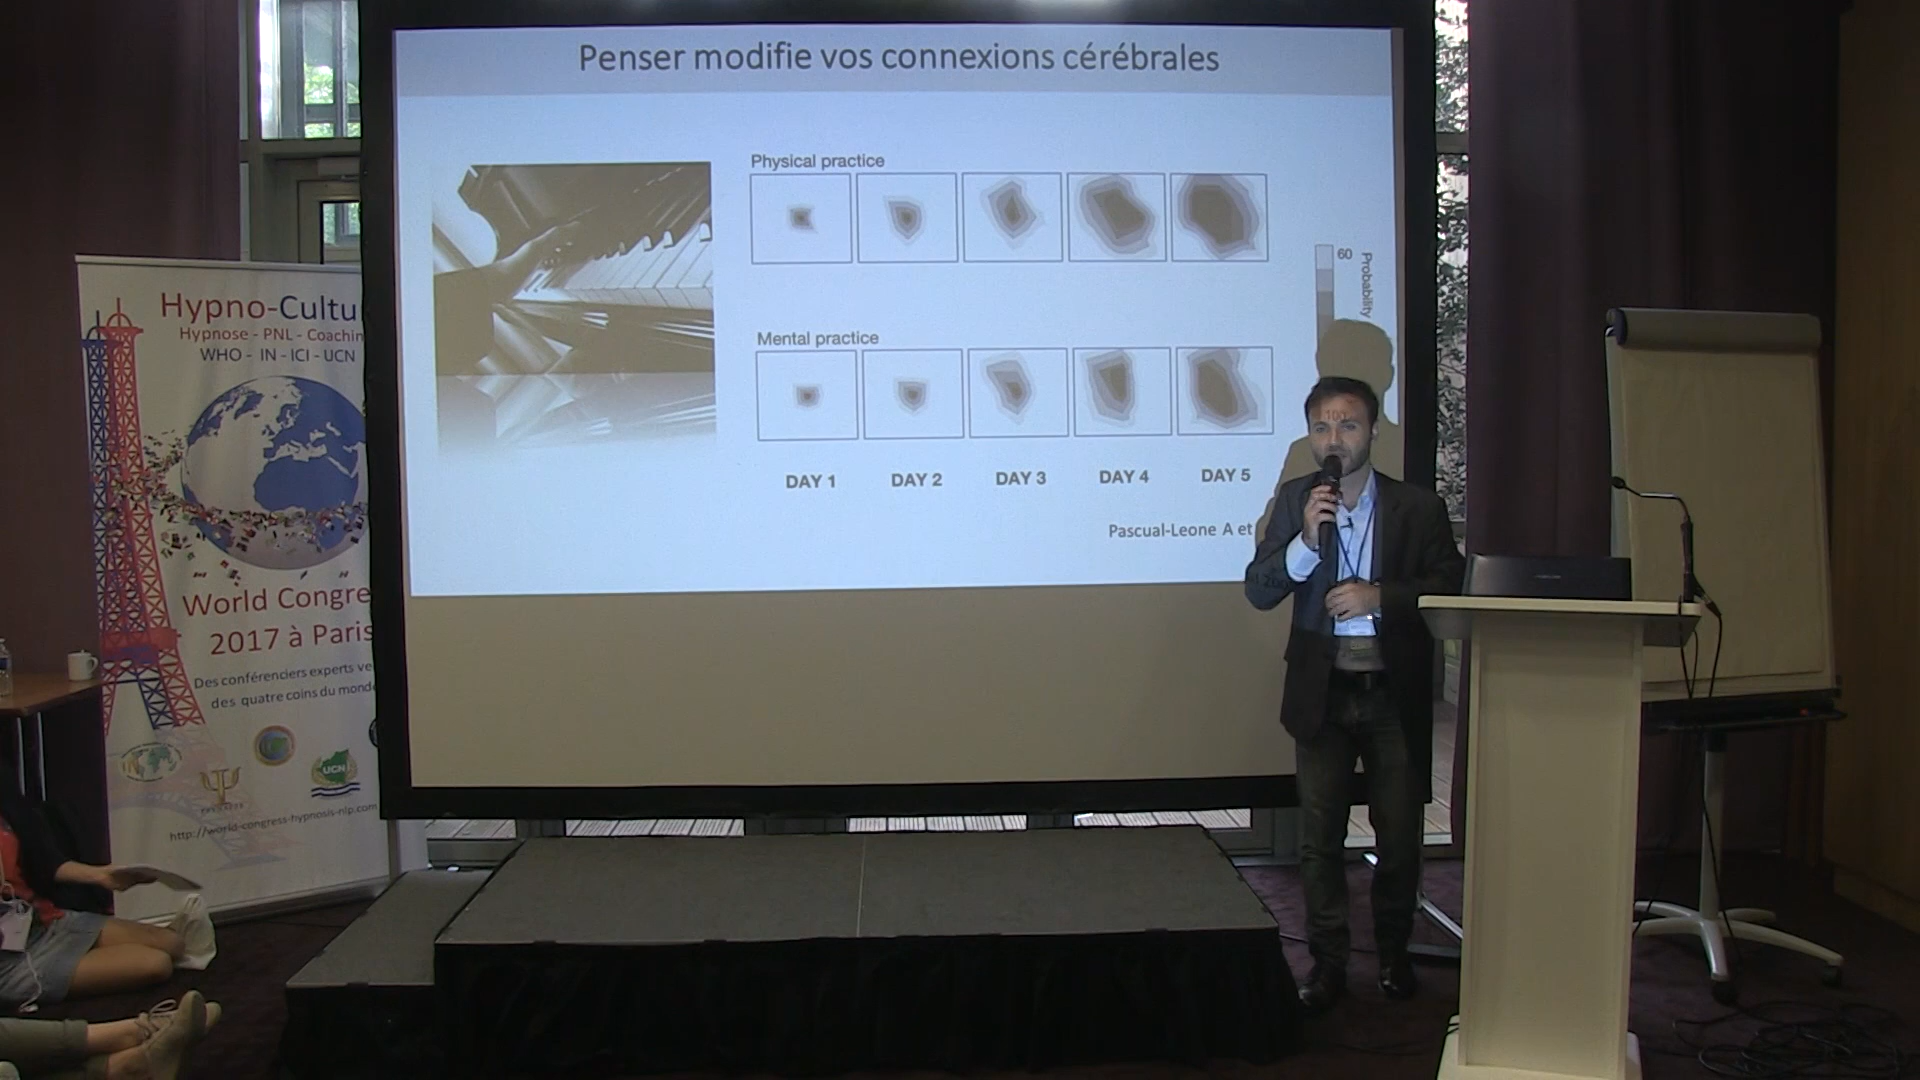 Penser modifie vos connexions cérébrales
Physical practice
60
Probability
Mental practice
100
DAY 1 DAY 2 DAY 3 DAY 4 DAY 5
Pascual-Leone A et
Hypno-Cultu
Hypnose - PNL - Coachin
WHO - IN - ICI - UCN
World Congre
2017 à Paris
Des conférenciers experts ve
des quatre coins du monde
UCN
http://world-congress-hypnosis-nlp.com